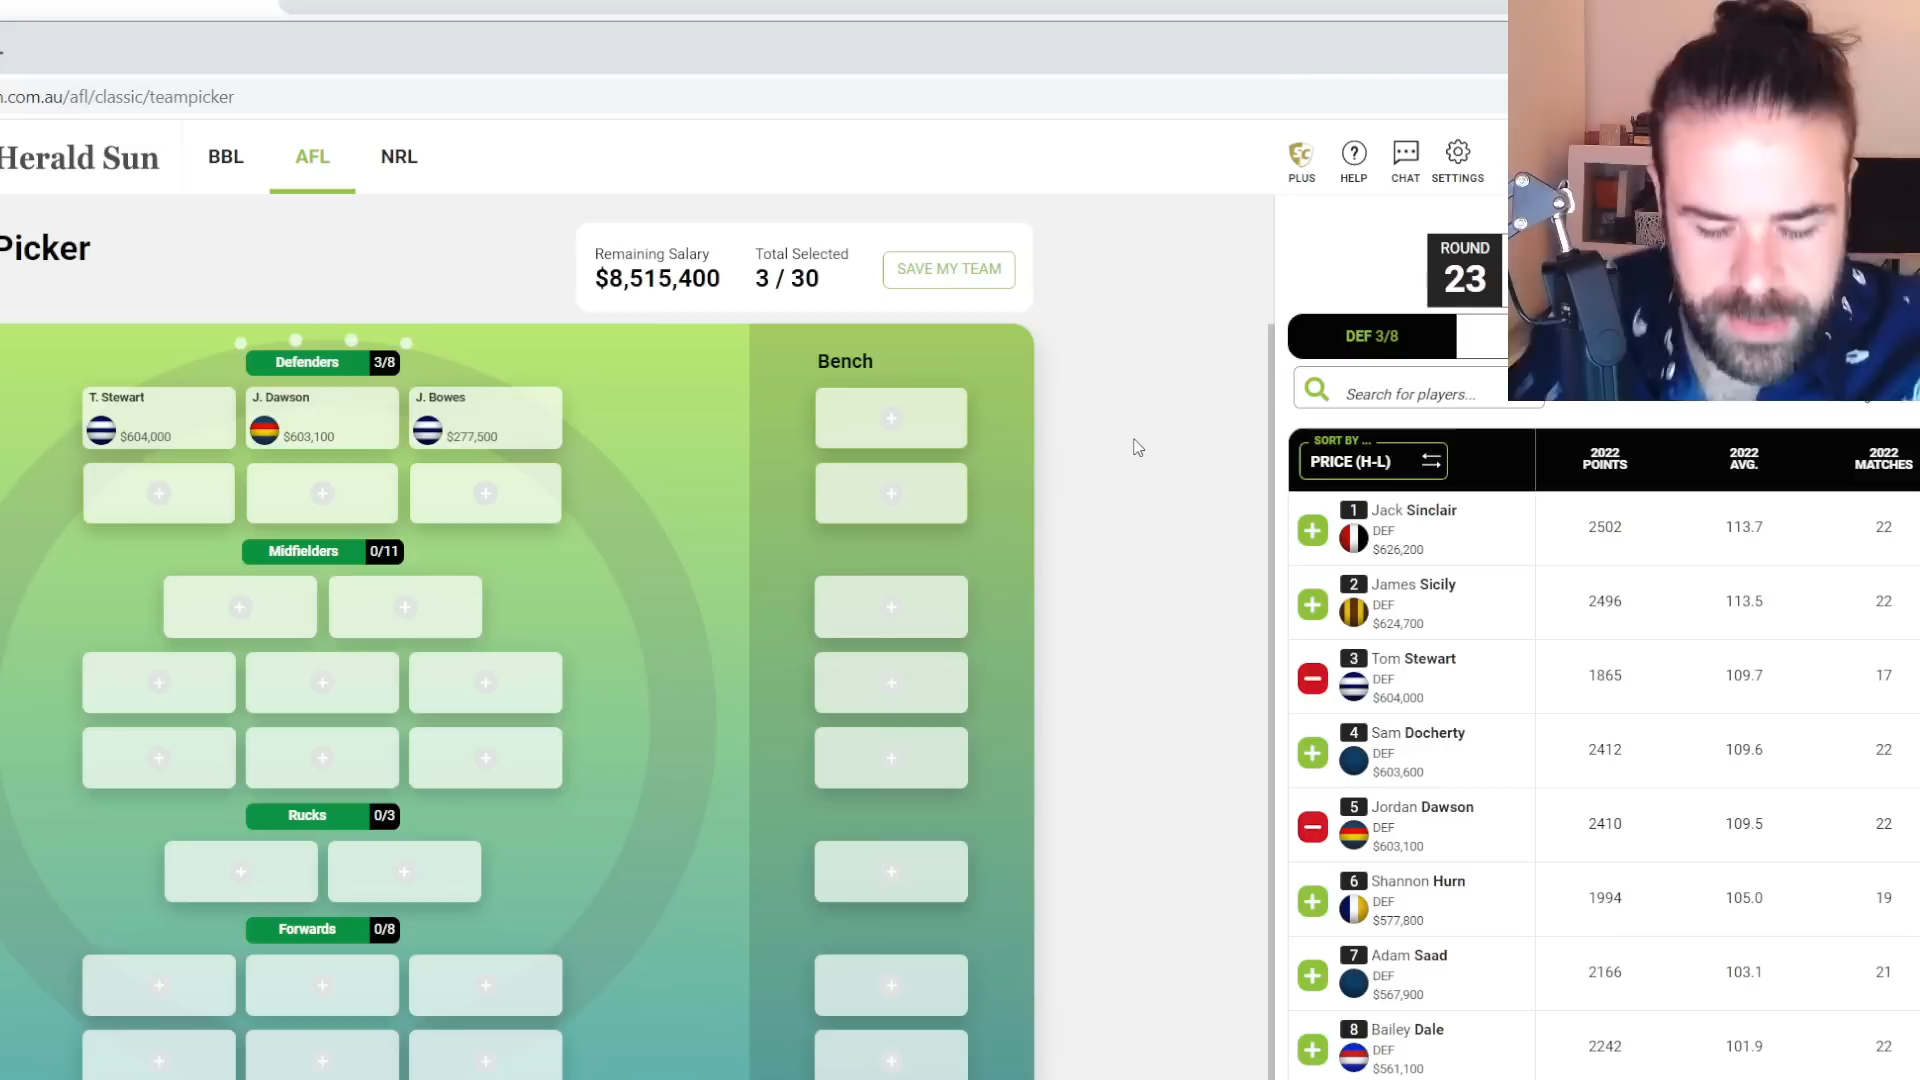 n.com.au/afl/classic/teampicker
Herald Sun
BBL
AFL
NRL
PLUS
HELP
CHAT
SETTINGS
Picker
Remaining Salary
$8,515,400
Total Selected
3 / 30
SAVE MY TEAM
ROUND
23
DEF 3/8
Search for players...
Defenders 3/8
Bench
T. Stewart
$604,000
J. Dawson
$603,100
J. Bowes
$277,500
Midfielders 0/11
Rucks 0/3
Forwards 0/8
SORT BY ...
PRICE (H-L)
2022 POINTS
2022 AVG.
2022 MATCHES
1 Jack Sinclair
DEF
$626,200
2502
113.7
22
2 James Sicily
DEF
$624,700
2496
113.5
22
3 Tom Stewart
DEF
$604,000
1865
109.7
17
4 Sam Docherty
DEF
$603,600
2412
109.6
22
5 Jordan Dawson
DEF
$603,100
2410
109.5
22
6 Shannon Hurn
DEF
$577,800
1994
105.0
19
7 Adam Saad
DEF
$567,900
2166
103.1
21
8 Bailey Dale
DEF
$561,100
2242
101.9
22